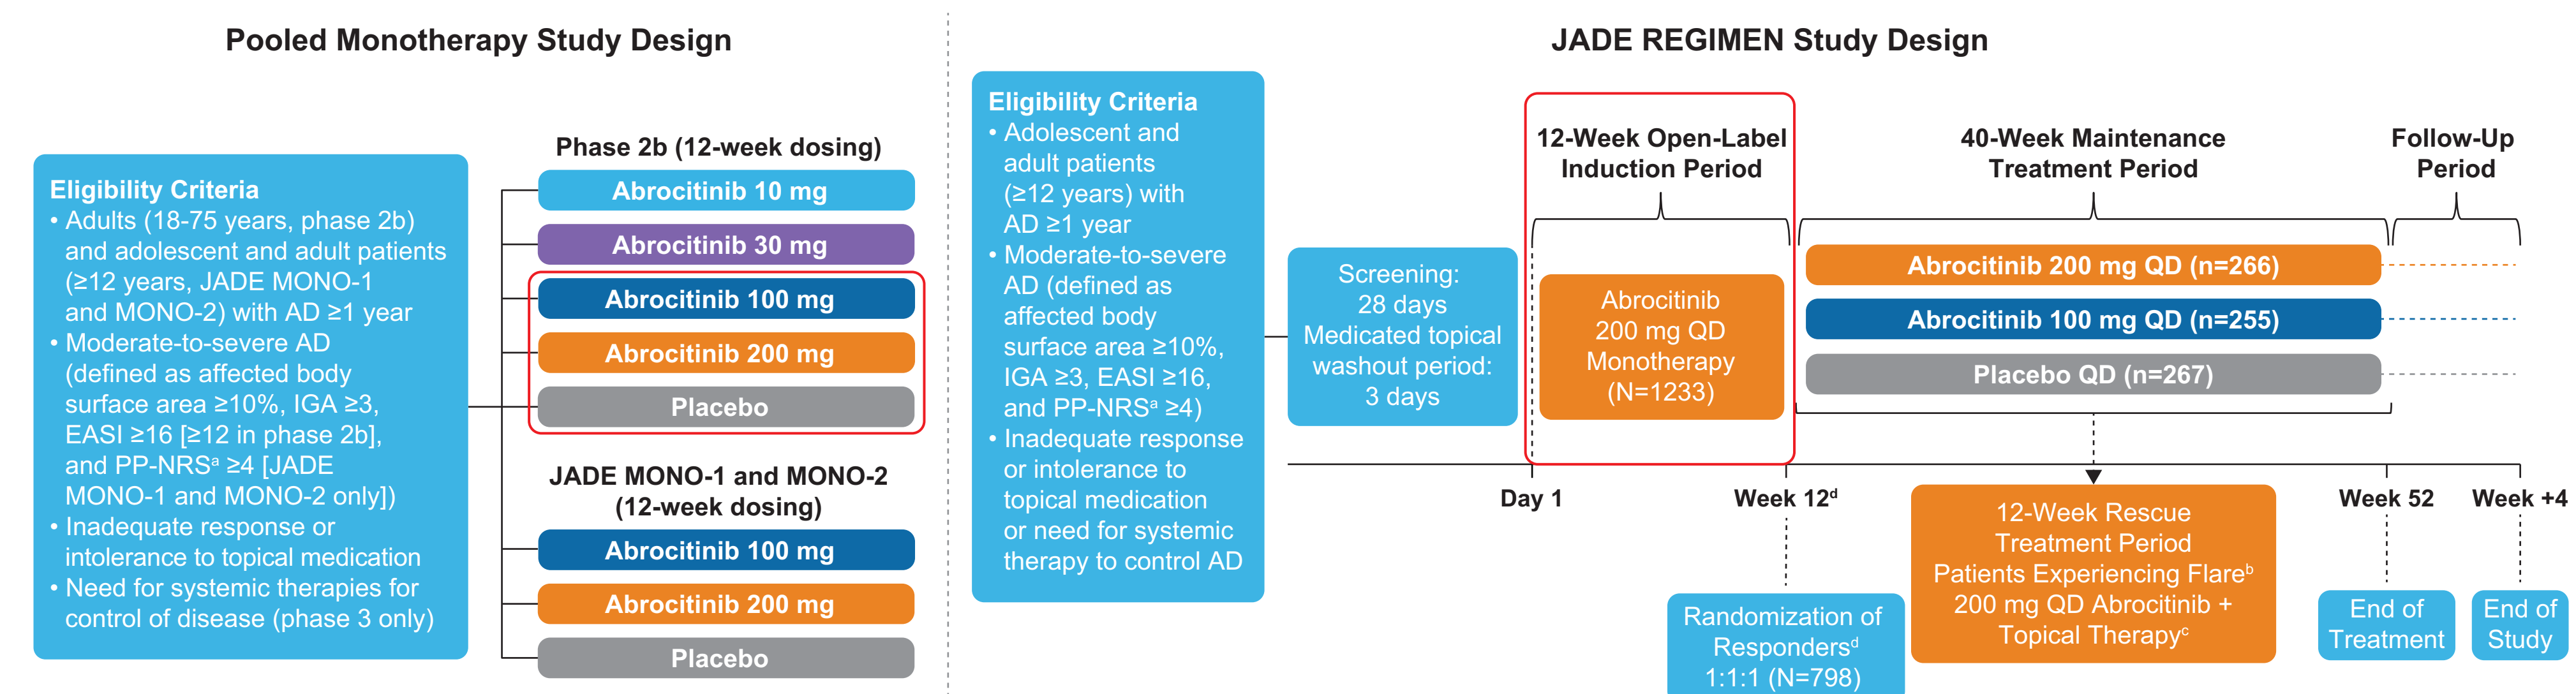 Pooled Monotherapy Study Design
Eligibility Criteria
• Adults (18-75 years, phase 2b)
and adolescent and adult patients
(≥12 years, JADE MONO-1
and MONO-2) with AD ≥1 year
• Moderate-to-severe AD
(defined as affected body
surface area ≥10%, IGA ≥3,
EASI ≥16 [≥12 in phase 2b],
and PP-NRSᵃ ≥4 [JADE
MONO-1 and MONO-2 only])
• Inadequate response or
intolerance to topical medication
• Need for systemic therapies for
control of disease (phase 3 only)
Phase 2b (12-week dosing)
Abrocitinib 10 mg
Abrocitinib 30 mg
Abrocitinib 100 mg
Abrocitinib 200 mg
Placebo
JADE MONO-1 and MONO-2
(12-week dosing)
Abrocitinib 100 mg
Abrocitinib 200 mg
Placebo
JADE REGIMEN Study Design
Eligibility Criteria
• Adolescent and
adult patients
(≥12 years) with
AD ≥1 year
• Moderate-to-severe
AD (defined as
affected body
surface area ≥10%,
IGA ≥3, EASI ≥16,
and PP-NRSᵃ ≥4)
• Inadequate response
or intolerance to
topical medication
or need for systemic
therapy to control AD
Screening:
28 days
Medicated topical
washout period:
3 days
12-Week Open-Label
Induction Period
Abrocitinib
200 mg QD
Monotherapy
(N=1233)
40-Week Maintenance
Treatment Period
Abrocitinib 200 mg QD (n=266)
Abrocitinib 100 mg QD (n=255)
Placebo QD (n=267)
Follow-Up
Period
Day 1
Week 12ᵈ
Week 52
Week +4
Randomization of
Respondersᵈ
1:1:1 (N=798)
12-Week Rescue
Treatment Period
Patients Experiencing Flareᵇ
200 mg QD Abrocitinib +
Topical Therapyᶜ
End of
Treatment
End of
Study